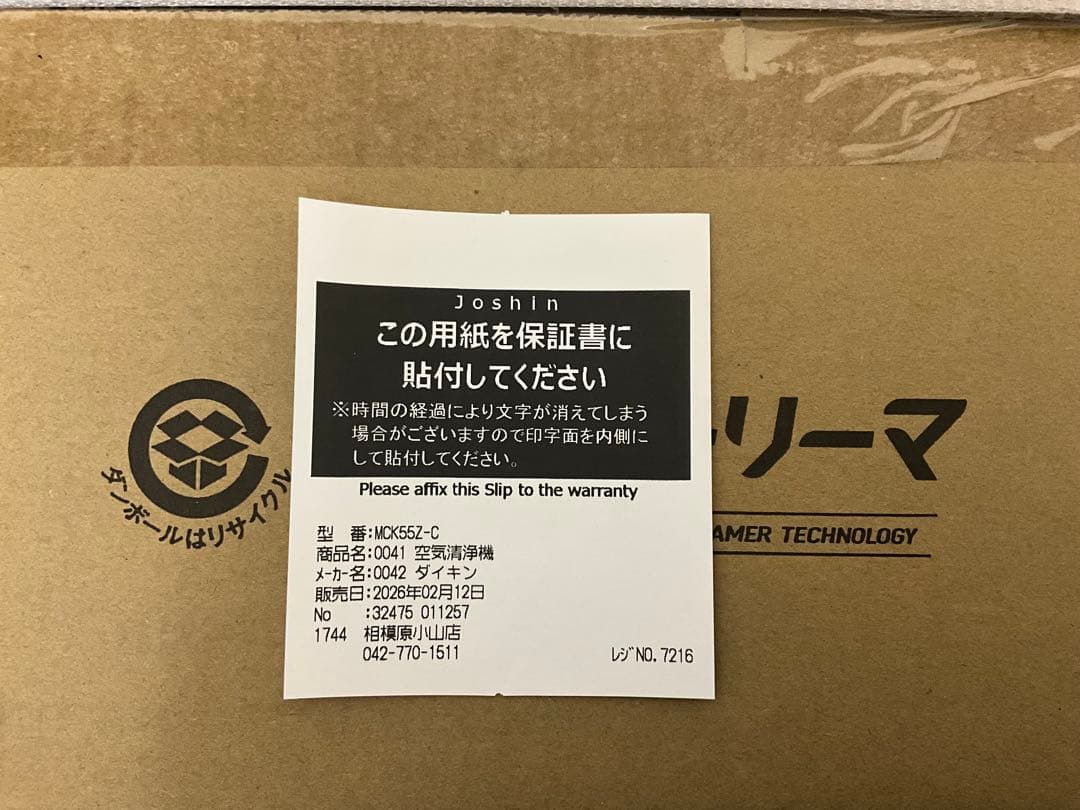 Joshin
この用紙を保証書に
貼付してください
※時間の経過により文字が消えてしまう
場合がございますので印字面を内側に
して貼付してください。
Please affix this Slip to the warranty
型　番:MCK55Z-C
商品名:0041 空気清浄機
ﾒｰｶｰ名:0042 ダイキン
販売日:2026年02月12日
No　:32475 011257
1744 相模原小山店
042-770-1511
ﾚｼﾞNO. 7216
ダンボールはリサイクル
リーマ
AMER TECHNOLOGY